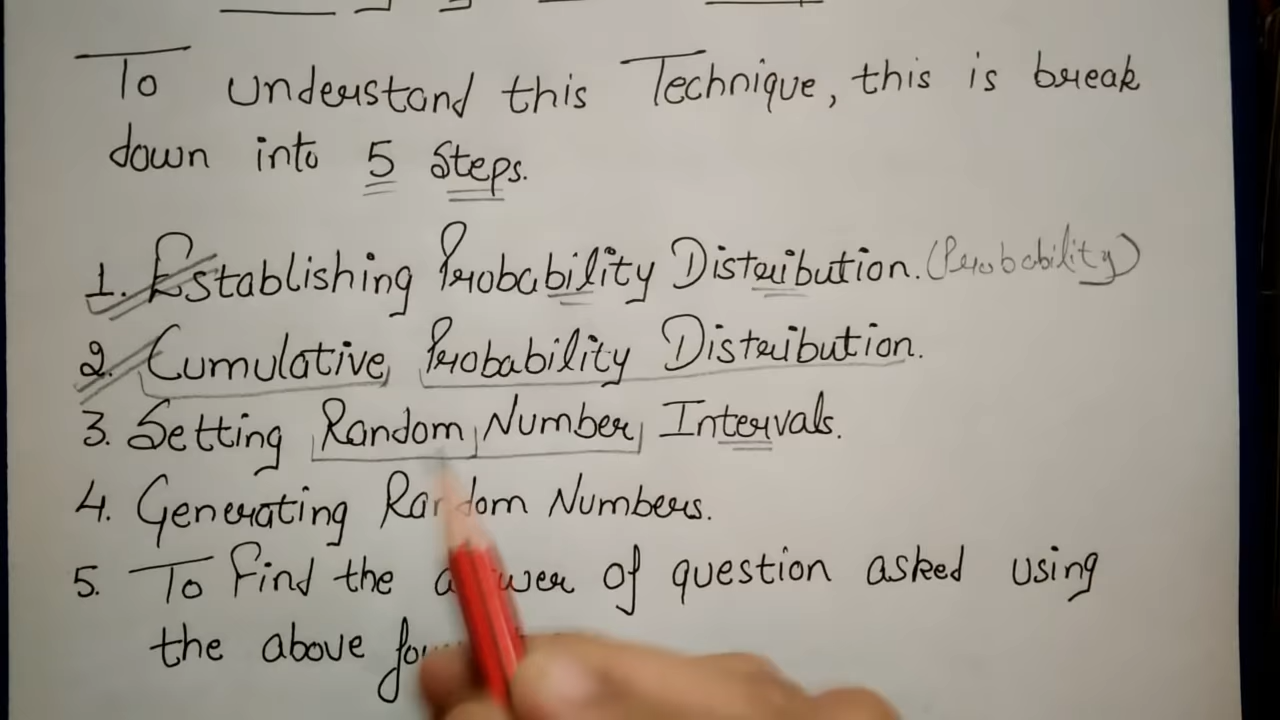 To understand this Technique, this is break
down into 5 Steps.
1. Establishing Probability Distribution. (Probability)
2. Cumulative Probability Distribution.
3. Setting Random Number Intervals.
4. Generating Random Numbers.
5. To find the answer of question asked using
the above